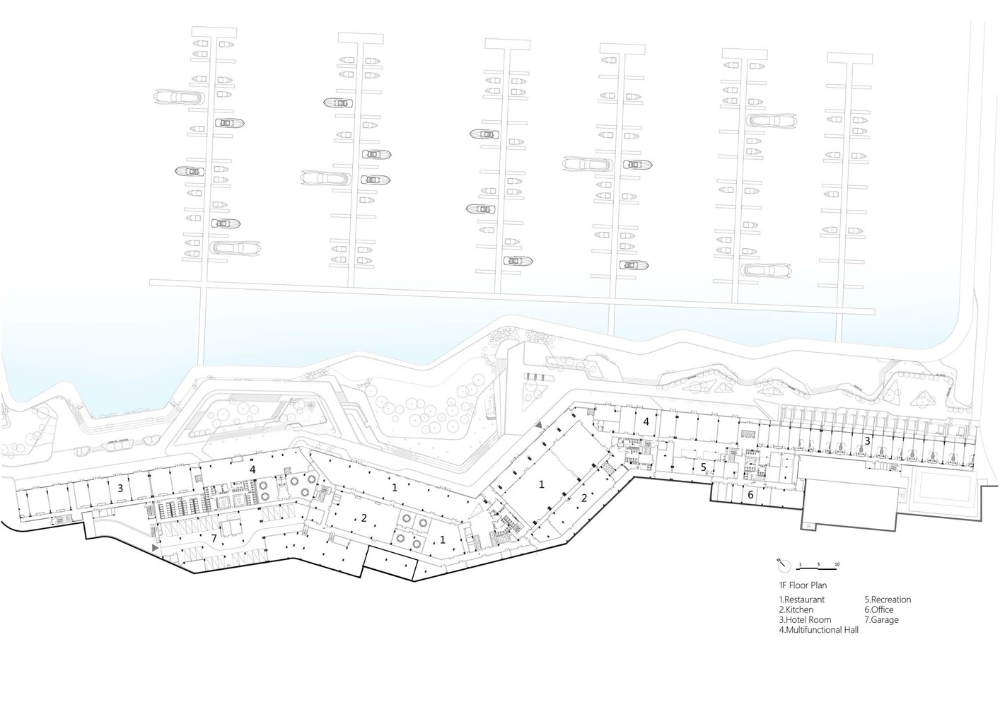 4
3
4
5
3
1
1
2
3
2
1
6
7
N
1 5 10
1F Floor Plan
1.Restaurant 5.Recreation
2.Kitchen 6.Office
3.Hotel Room 7.Garage
4.Multifunctional Hall